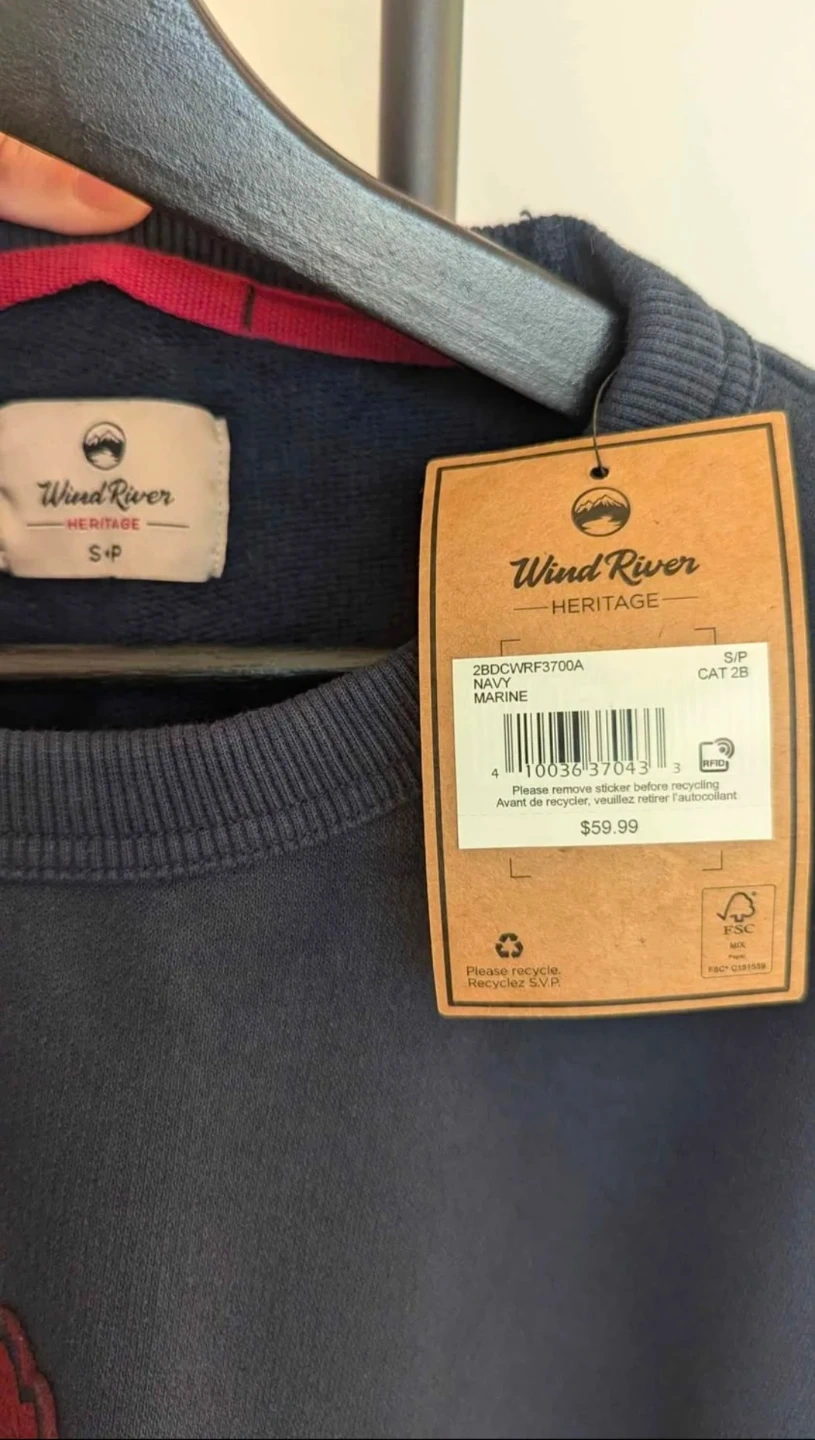 Wind River
HERITAGE
S•P
Wind River
HERITAGE
2BDCWRF3700A
NAVY
MARINE
S/P
CAT 2B
4 10036 37043 3
RFID
Please remove sticker before recycling
Avant de recycler, veuillez retirer l'autocollant
$59.99
Please recycle.
Recyclez S.V.P.
FSC
MIX
Paper